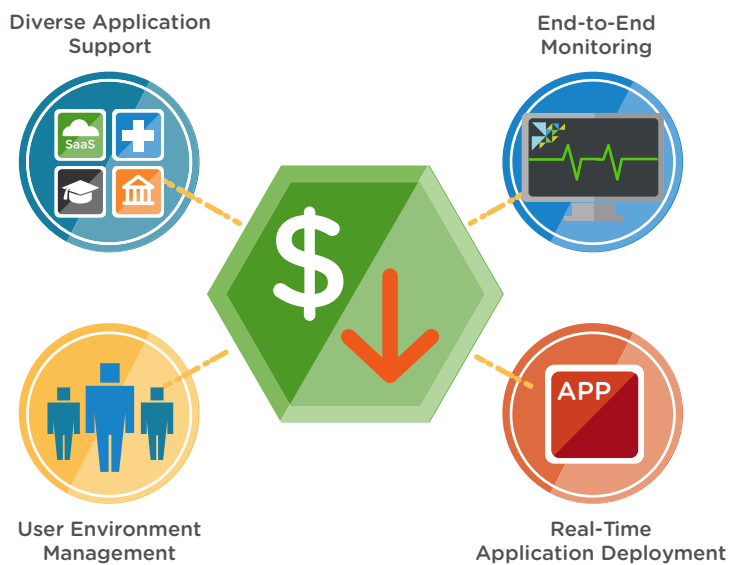 Diverse Application
Support
End-to-End
Monitoring
SaaS
$
APP
User Environment
Management
Real-Time
Application Deployment